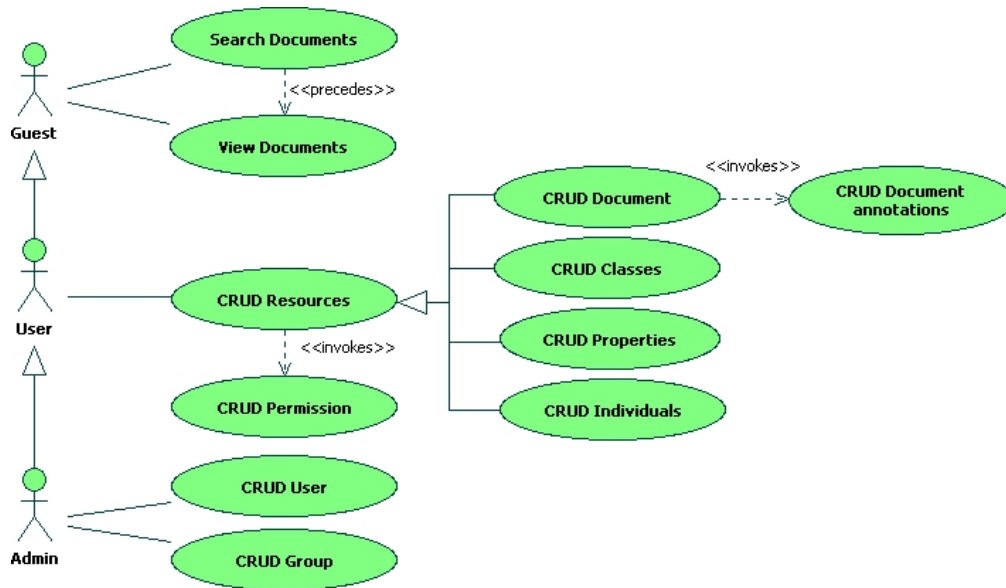 Search Documents
<<precedes>>
Guest
View Documents
<<invokes>>
CRUD Document
CRUD Document
annotations
CRUD Classes
User
CRUD Resources
<<invokes>>
CRUD Properties
CRUD Permission
CRUD Individuals
CRUD User
Admin
CRUD Group